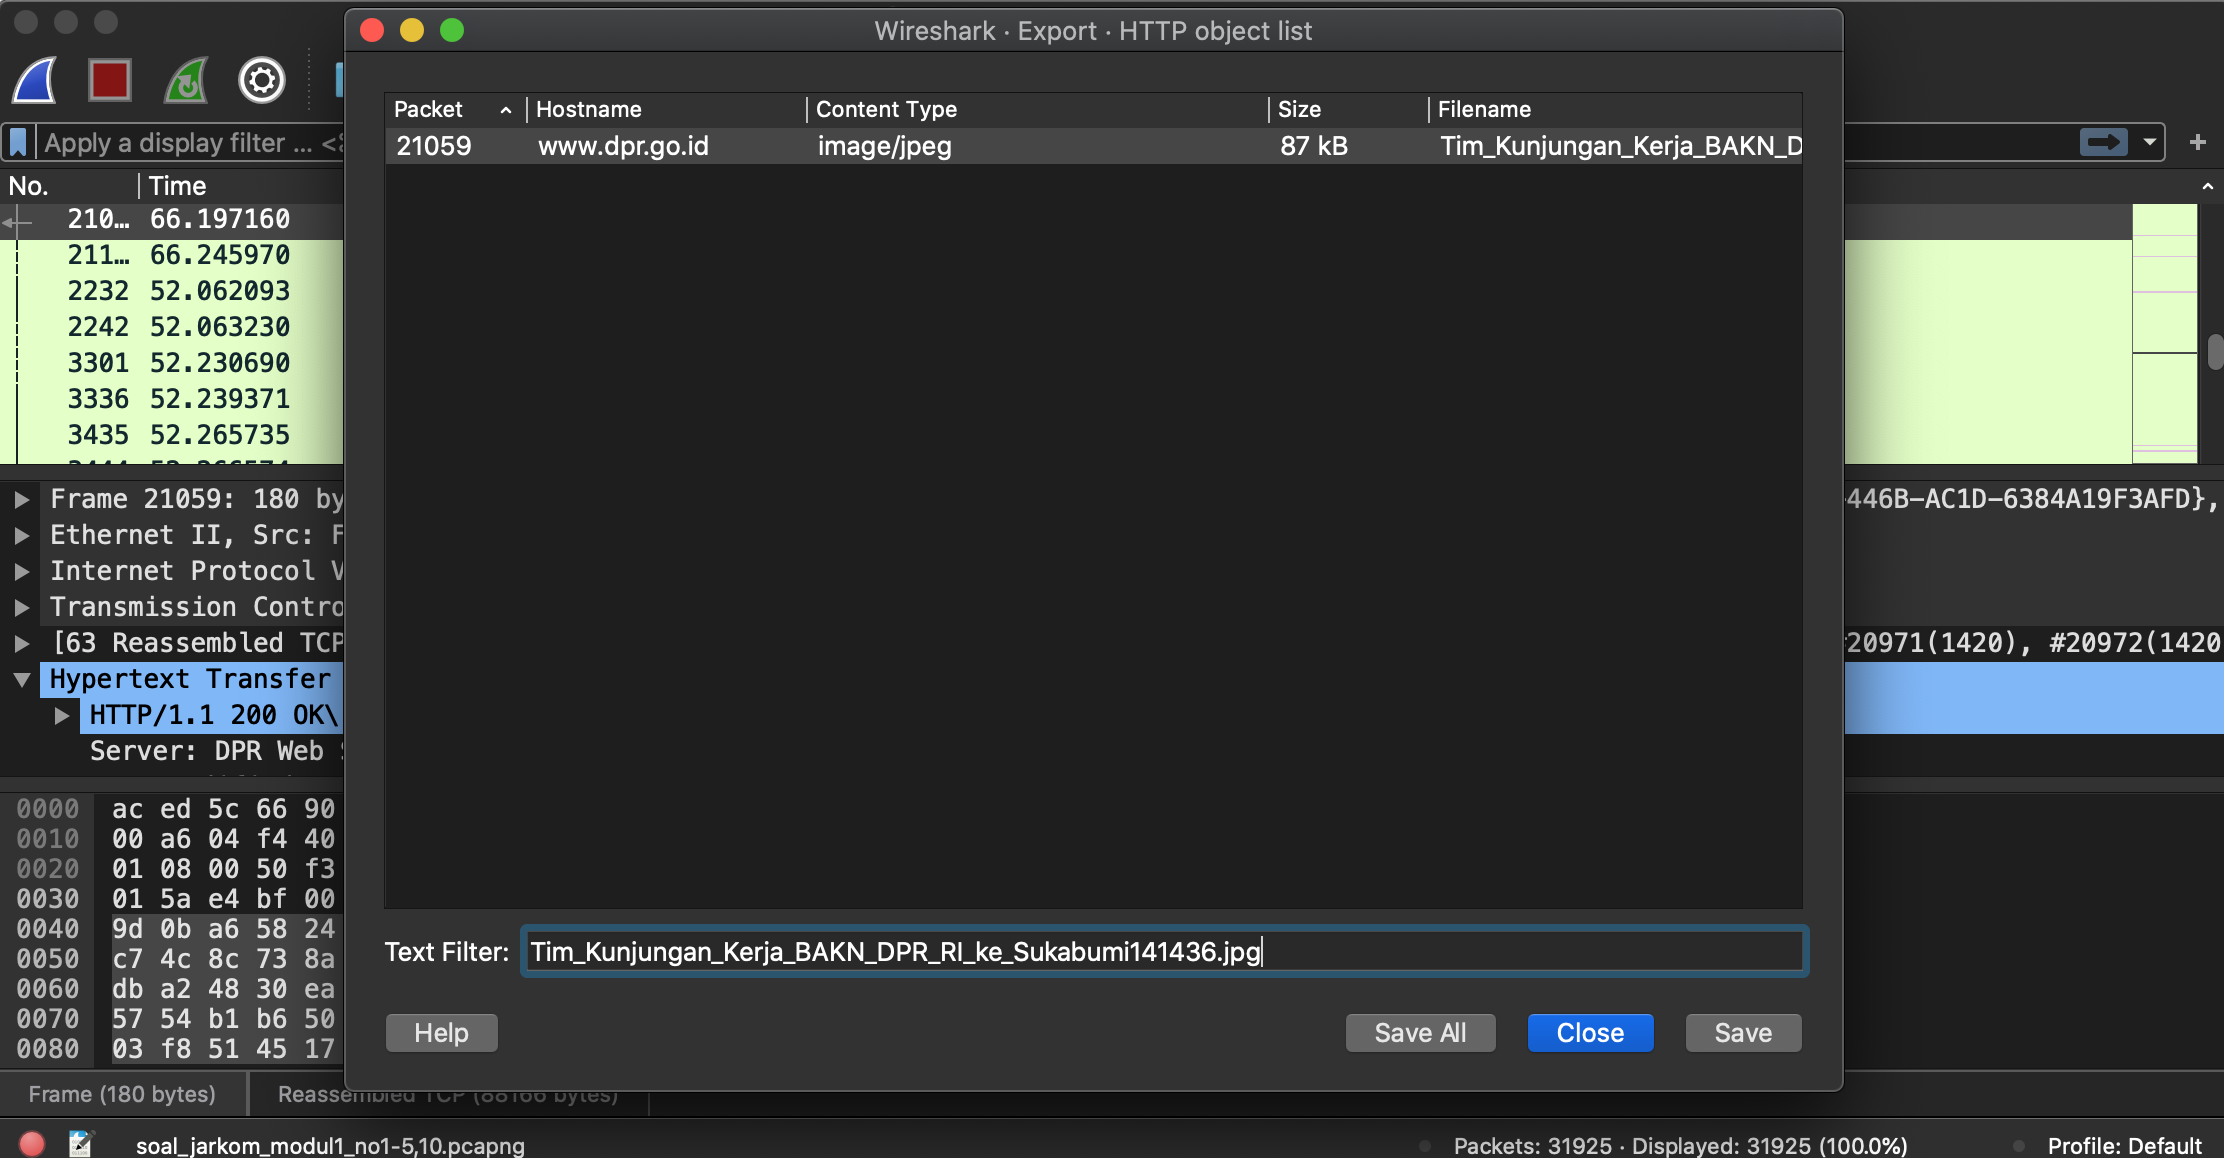 Wireshark · Export · HTTP object list
Packet Hostname Content Type Size Filename
21059 www.dpr.go.id image/jpeg 87 kB Tim_Kunjungan_Kerja_BAKN_D
Apply a display filter ... <
No. Time
210… 66.197160
211… 66.245970
2232 52.062093
2242 52.063230
3301 52.230690
3336 52.239371
3435 52.265735
Frame 21059: 180 by
446B-AC1D-6384A19F3AFD},
Ethernet II, Src: F
Internet Protocol V
Transmission Contro
[63 Reassembled TCP
20971(1420), #20972(1420
Hypertext Transfer
HTTP/1.1 200 OK\
Server: DPR Web
0000 ac ed 5c 66 90
0010 00 a6 04 f4 40
0020 01 08 00 50 f3
0030 01 5a e4 bf 00
0040 9d 0b a6 58 24
0050 c7 4c 8c 73 8a
0060 db a2 48 30 ea
0070 57 54 b1 b6 50
0080 03 f8 51 45 17
Text Filter: Tim_Kunjungan_Kerja_BAKN_DPR_RI_ke_Sukabumi141436.jpg
Help Save All Close Save
Frame (180 bytes) Reassembled TCP (88166 bytes)
soal_jarkom_modul1_no1-5,10.pcapng Packets: 31925 · Displayed: 31925 (100.0%) Profile: Default